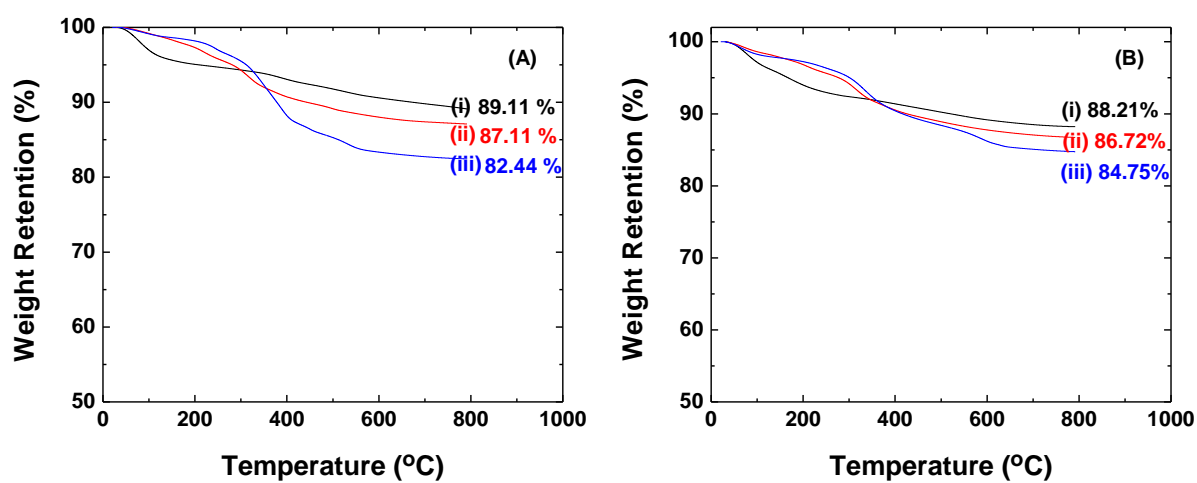 100
90
80
70
60
50
0
200
400
600
800
1000
Weight Retention (%)
Temperature (ºC)
(A)
(i) 89.11 %
(ii) 87.11 %
(iii) 82.44 %
100
90
80
70
60
50
0
200
400
600
800
1000
Weight Retention (%)
Temperature (ºC)
(B)
(i) 88.21%
(ii) 86.72%
(iii) 84.75%